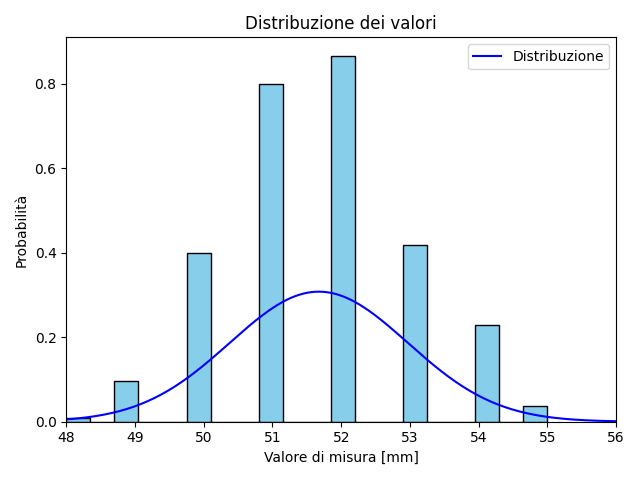 Distribuzione dei valori
Distribuzione
Probabilità
0.8
0.6
0.4
0.2
0.0
48 49 50 51 52 53 54 55 56
Valore di misura [mm]